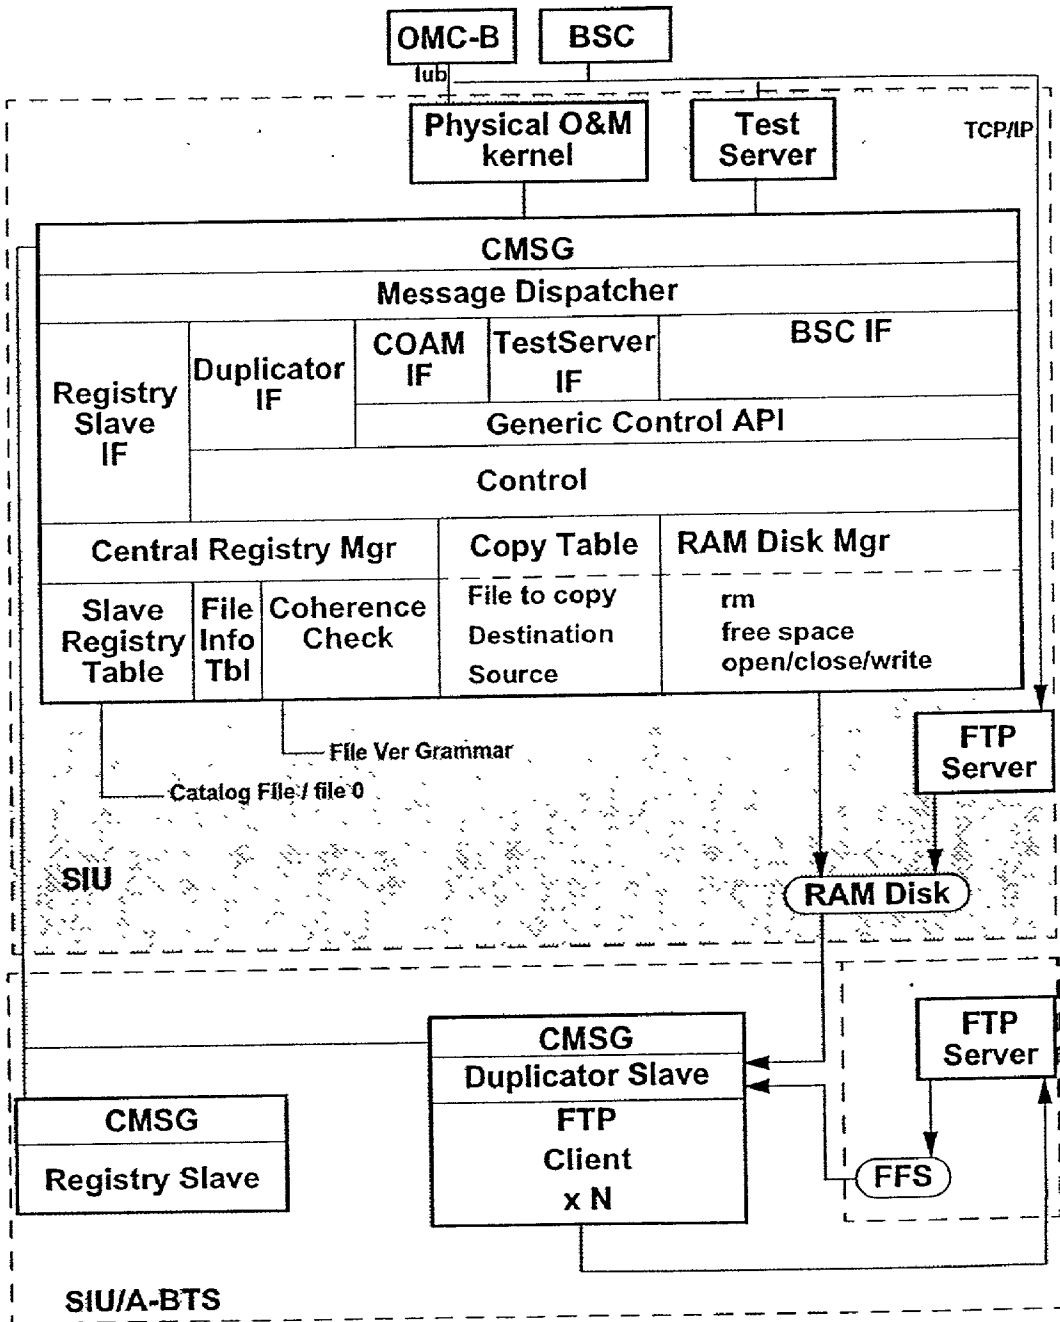 OMC-B
BSC
Iub
Physical O&M
kernel
Test
Server
TCP/IP
CMSG
Message Dispatcher
Registry
Slave
IF
Duplicator
IF
COAM
IF
TestServer
IF
BSC IF
Generic Control API
Control
Central Registry Mgr
Copy Table
RAM Disk Mgr
Slave
Registry
Table
File
Info
Tbl
Coherence
Check
File to copy
Destination
Source
rm
free space
open/close/write
File Ver Grammar
Catalog File / file 0
FTP
Server
SIU
RAM Disk
CMSG
Duplicator Slave
FTP
Client
x N
FTP
Server
FFS
CMSG
Registry Slave
SIU/A-BTS